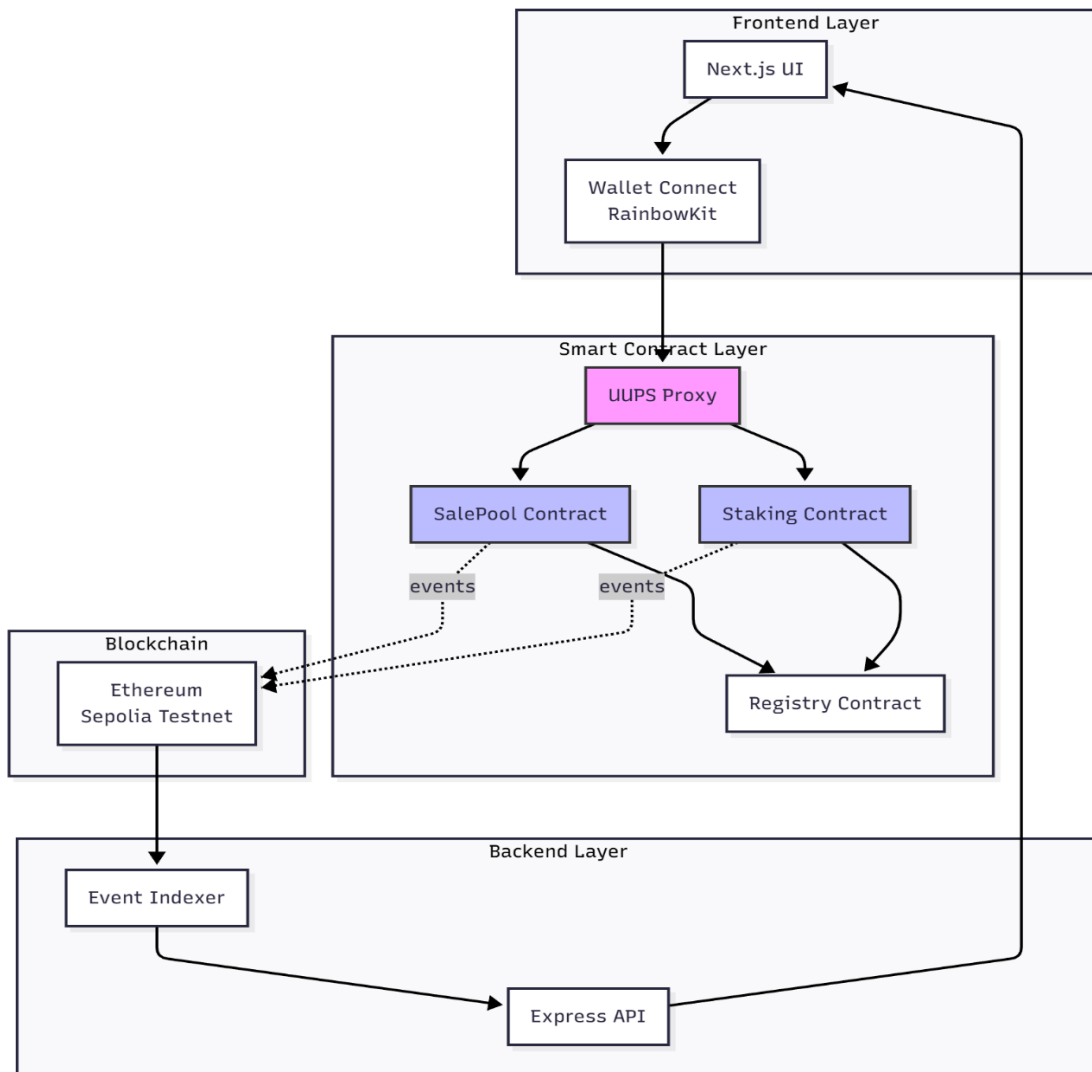 Frontend Layer
Next.js UI
Wallet Connect
RainbowKit
Smart Contract Layer
UUPS Proxy
SalePool Contract
Staking Contract
events
events
Blockchain
Ethereum
Sepolia Testnet
Registry Contract
Backend Layer
Event Indexer
Express API